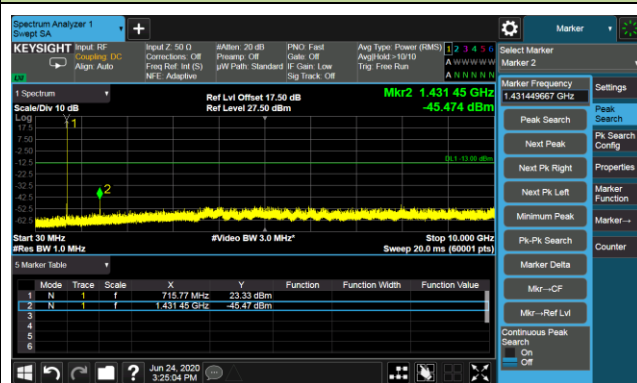 Spectrum Analyzer 1
Swept SA
Marker
KEYSIGHT
Input: RF
Coupling: DC
Align: Auto
Input Z: 50 Ω
Corrections: Off
Freq Ref: Int (S)
NFE: Adaptive
#Atten: 20 dB
Preamp: Off
µW Path: Standard
PNO: Fast
Gate: Off
IF Gain: Low
Sig Track: Off
Avg Type: Power (RMS)
Avg|Hold:>10/10
Trig: Free Run
1 2 3 4 5 6
A W W W W W
A N N N N N
Select Marker
Marker 2
Marker Frequency
1.431449667 GHz
Settings
Peak Search
Peak
Search
Next Peak
Pk Search
Config
Next Pk Right
Properties
Next Pk Left
Marker
Function
Minimum Peak
Marker→
Pk-Pk Search
Counter
Marker Delta
Mkr→CF
Mkr→Ref Lvl
Continuous Peak
Search
On
Off
1 Spectrum
Scale/Div 10 dB
Ref Lvl Offset 17.50 dB
Ref Level 27.50 dBm
Mkr2 1.431 45 GHz
-45.474 dBm
Log
17.5
7.50
-2.50
-12.5
-22.5
-32.5
-42.5
-52.5
-62.5
1
2
DL1 -13.00 dBm
Start 30 MHz
#Res BW 1.0 MHz
#Video BW 3.0 MHz*
Stop 10.000 GHz
Sweep 20.0 ms (60001 pts)
5 Marker Table
Mode Trace Scale X Y Function Function Width Function Value
1 N 1 f 715.77 MHz 23.33 dBm
2 N 1 f 1.431 45 GHz -45.47 dBm
3
4
5
6
?
Jun 24, 2020
3:25:04 PM